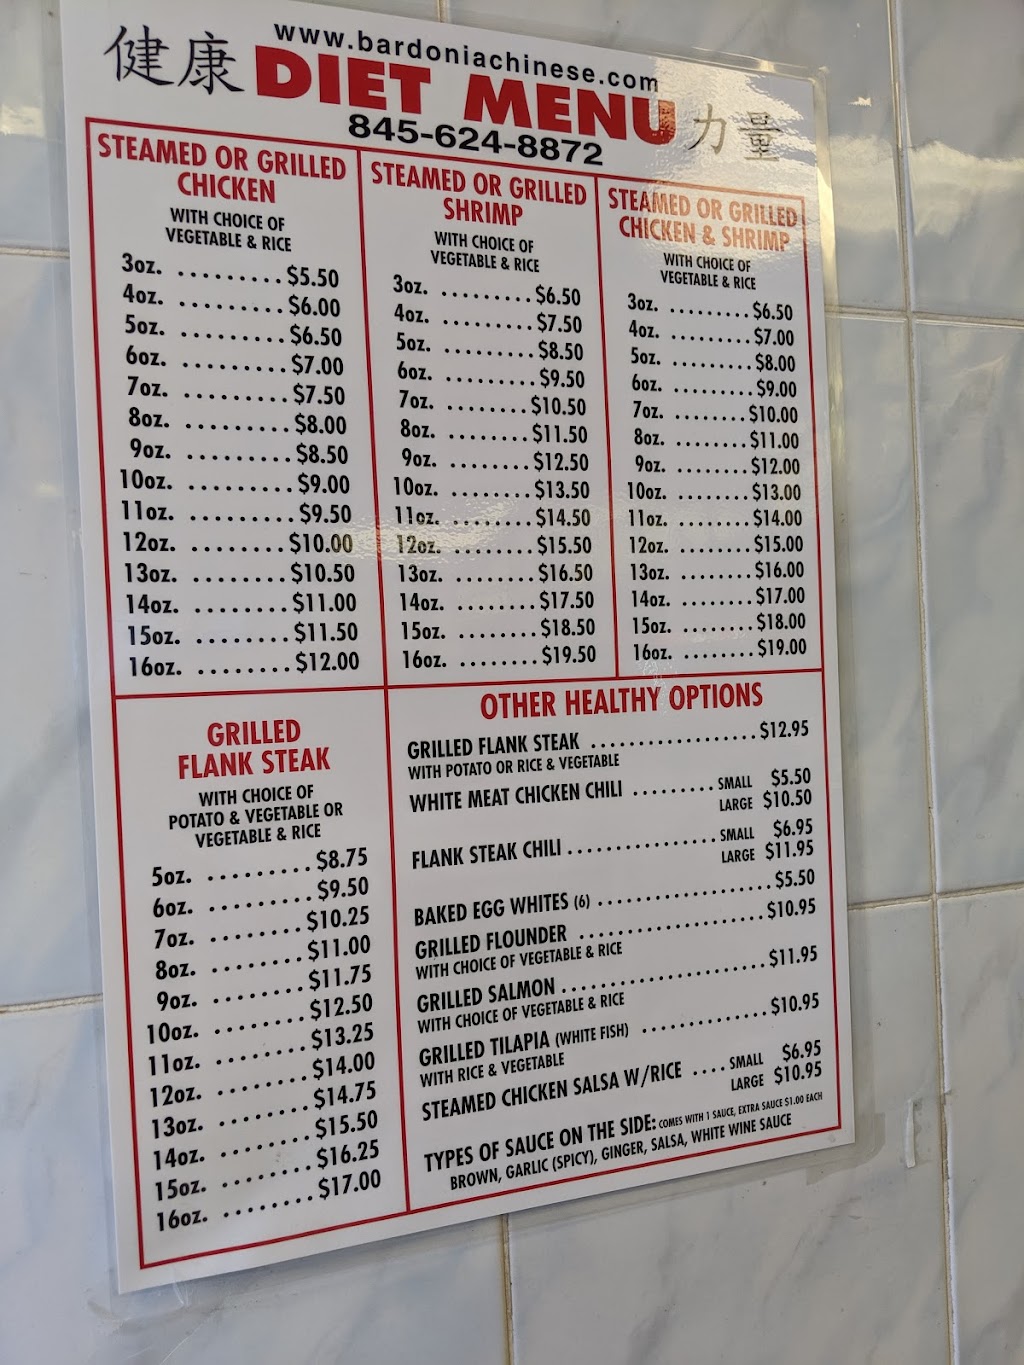 www.bardoniachinese.com
健康 DIET MENU 力量
845-624-8872
STEAMED OR GRILLED
CHICKEN
WITH CHOICE OF
VEGETABLE & RICE
3oz. ......... $5.50
4oz. ......... $6.00
5oz. ......... $6.50
6oz. ......... $7.00
7oz. ......... $7.50
8oz. ......... $8.00
9oz. ......... $8.50
10oz. ......... $9.00
11oz. ......... $9.50
12oz. ........ $10.00
13oz. ........ $10.50
14oz. ........ $11.00
15oz. ........ $11.50
16oz. ........ $12.00
STEAMED OR GRILLED
SHRIMP
WITH CHOICE OF
VEGETABLE & RICE
3oz. ......... $6.50
4oz. ......... $7.50
5oz. ......... $8.50
6oz. ......... $9.50
7oz. ........ $10.50
8oz. ........ $11.50
9oz. ........ $12.50
10oz. ........ $13.50
11oz. ........ $14.50
12oz. ........ $15.50
13oz. ........ $16.50
14oz. ........ $17.50
15oz. ........ $18.50
16oz. ........ $19.50
STEAMED OR GRILLED
CHICKEN & SHRIMP
WITH CHOICE OF
VEGETABLE & RICE
3oz. ......... $6.50
4oz. ......... $7.00
5oz. ......... $8.00
6oz. ......... $9.00
7oz. ........ $10.00
8oz. ........ $11.00
9oz. ........ $12.00
10oz. ........ $13.00
11oz. ........ $14.00
12oz. ........ $15.00
13oz. ........ $16.00
14oz. ........ $17.00
15oz. ........ $18.00
16oz. ........ $19.00
GRILLED
FLANK STEAK
WITH CHOICE OF
POTATO & VEGETABLE OR
VEGETABLE & RICE
5oz. .......... $8.75
6oz. .......... $9.50
7oz. ......... $10.25
8oz. ......... $11.00
9oz. ......... $11.75
10oz. ......... $12.50
11oz. ......... $13.25
12oz. ......... $14.00
13oz. ......... $14.75
14oz. ......... $15.50
15oz. ......... $16.25
16oz. ......... $17.00
OTHER HEALTHY OPTIONS
GRILLED FLANK STEAK .................. $12.95
WITH POTATO OR RICE & VEGETABLE
WHITE MEAT CHICKEN CHILI ......... SMALL $5.50
LARGE $10.50
FLANK STEAK CHILI ................ SMALL $6.95
LARGE $11.95
BAKED EGG WHITES (6) ................... $5.50
GRILLED FLOUNDER .................... $10.95
WITH CHOICE OF VEGETABLE & RICE
GRILLED SALMON ...................... $11.95
WITH CHOICE OF VEGETABLE & RICE
GRILLED TILAPIA (WHITE FISH) .............. $10.95
WITH RICE & VEGETABLE
STEAMED CHICKEN SALSA W/RICE .... SMALL $6.95
LARGE $10.95
TYPES OF SAUCE ON THE SIDE: COMES WITH 1 SAUCE, EXTRA SAUCE $1.00 EACH
BROWN, GARLIC (SPICY), GINGER, SALSA, WHITE WINE SAUCE